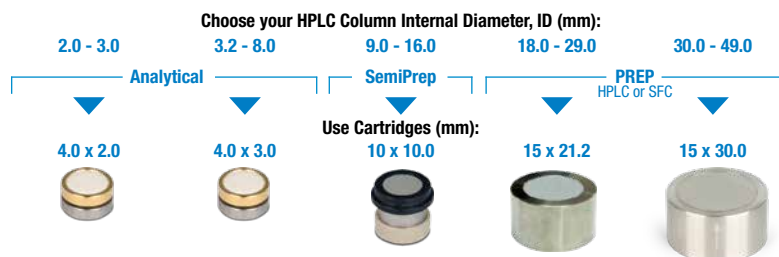 Choose your HPLC Column Internal Diameter, ID (mm):
2.0 - 3.0 3.2 - 8.0 9.0 - 16.0 18.0 - 29.0 30.0 - 49.0
Analytical SemiPrep PREP
HPLC or SFC
Use Cartridges (mm):
4.0 x 2.0 4.0 x 3.0 10 x 10.0 15 x 21.2 15 x 30.0